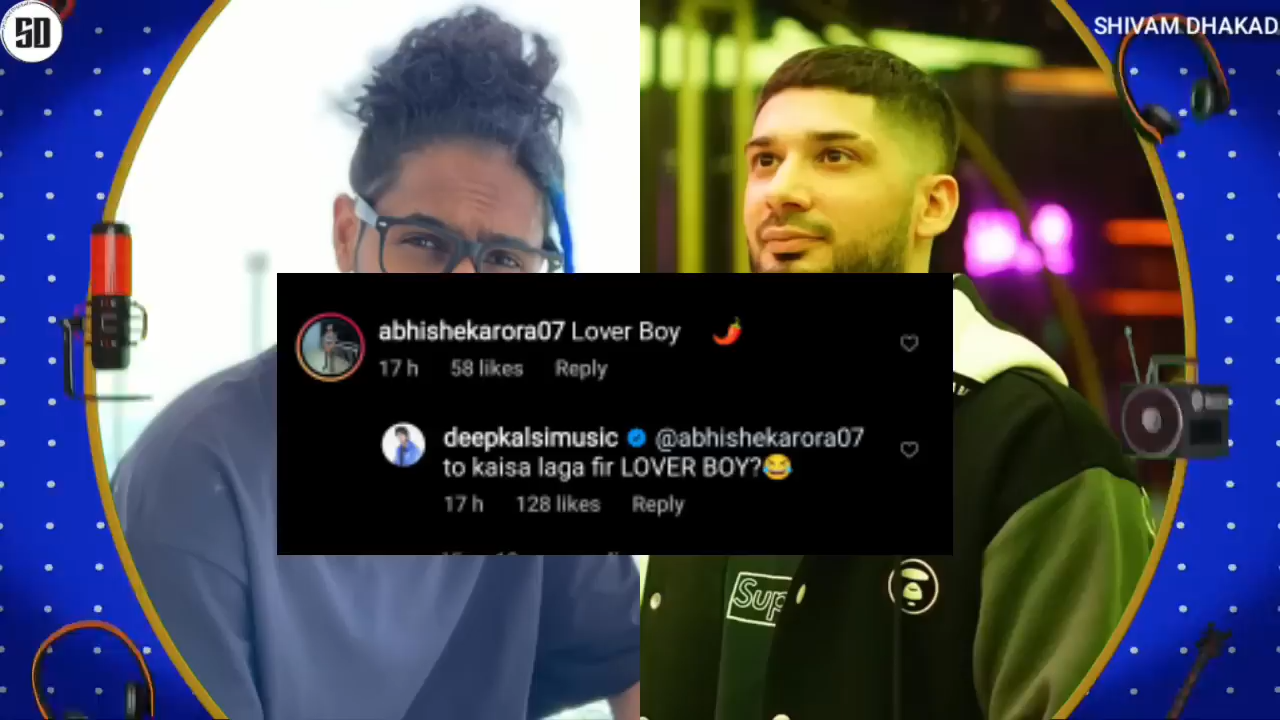 SD
SHIVAM DHAKAD
abhishekarora07 Lover Boy 🌶️
17 h 58 likes Reply
deepkalsimusic @abhishekarora07
to kaisa laga fir LOVER BOY?😂
17 h 128 likes Reply
Sup